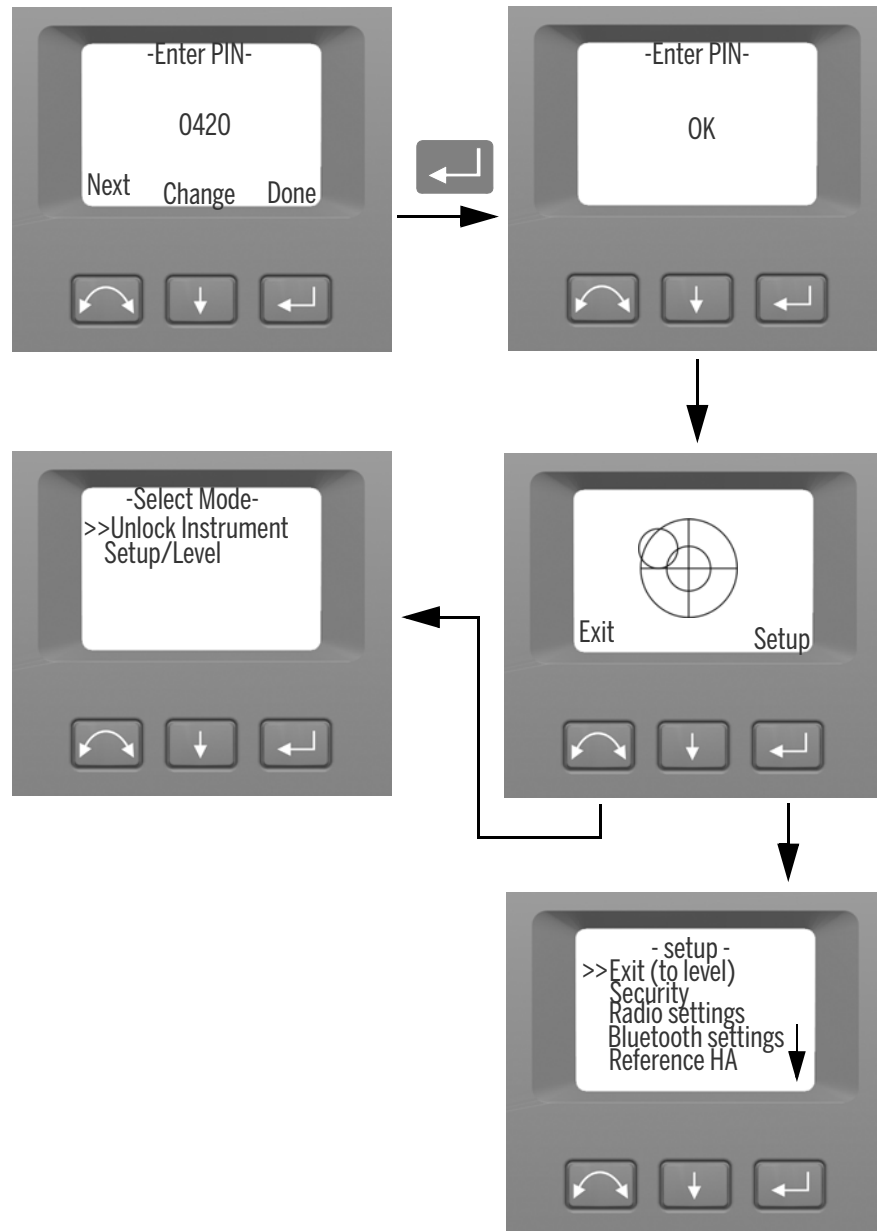 -Enter PIN-
0420
Next Change Done
-Enter PIN-
OK
-Select Mode-
>>Unlock Instrument
Setup/Level
Exit Setup
- setup -
>>Exit (to level)
Security
Radio settings
Bluetooth settings
Reference HA